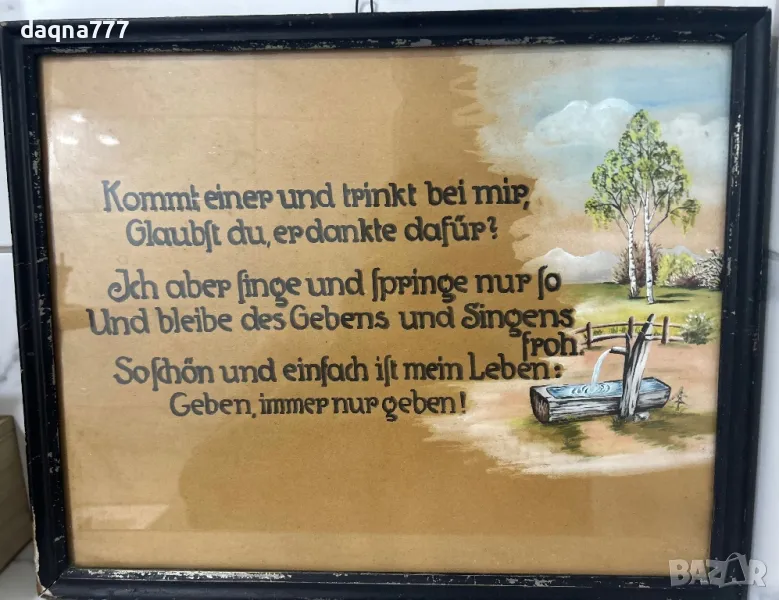 daqna777
Kommt einer und trinkt bei mir,
Glaubſt du, er dankte dafür?
Ich aber ſinge und ſpringe nur ſo
Und bleibe des Gebens und Singens
froh.
So ſchön und einfach iſt mein Leben:
Geben, immer nur geben!
BAZAR